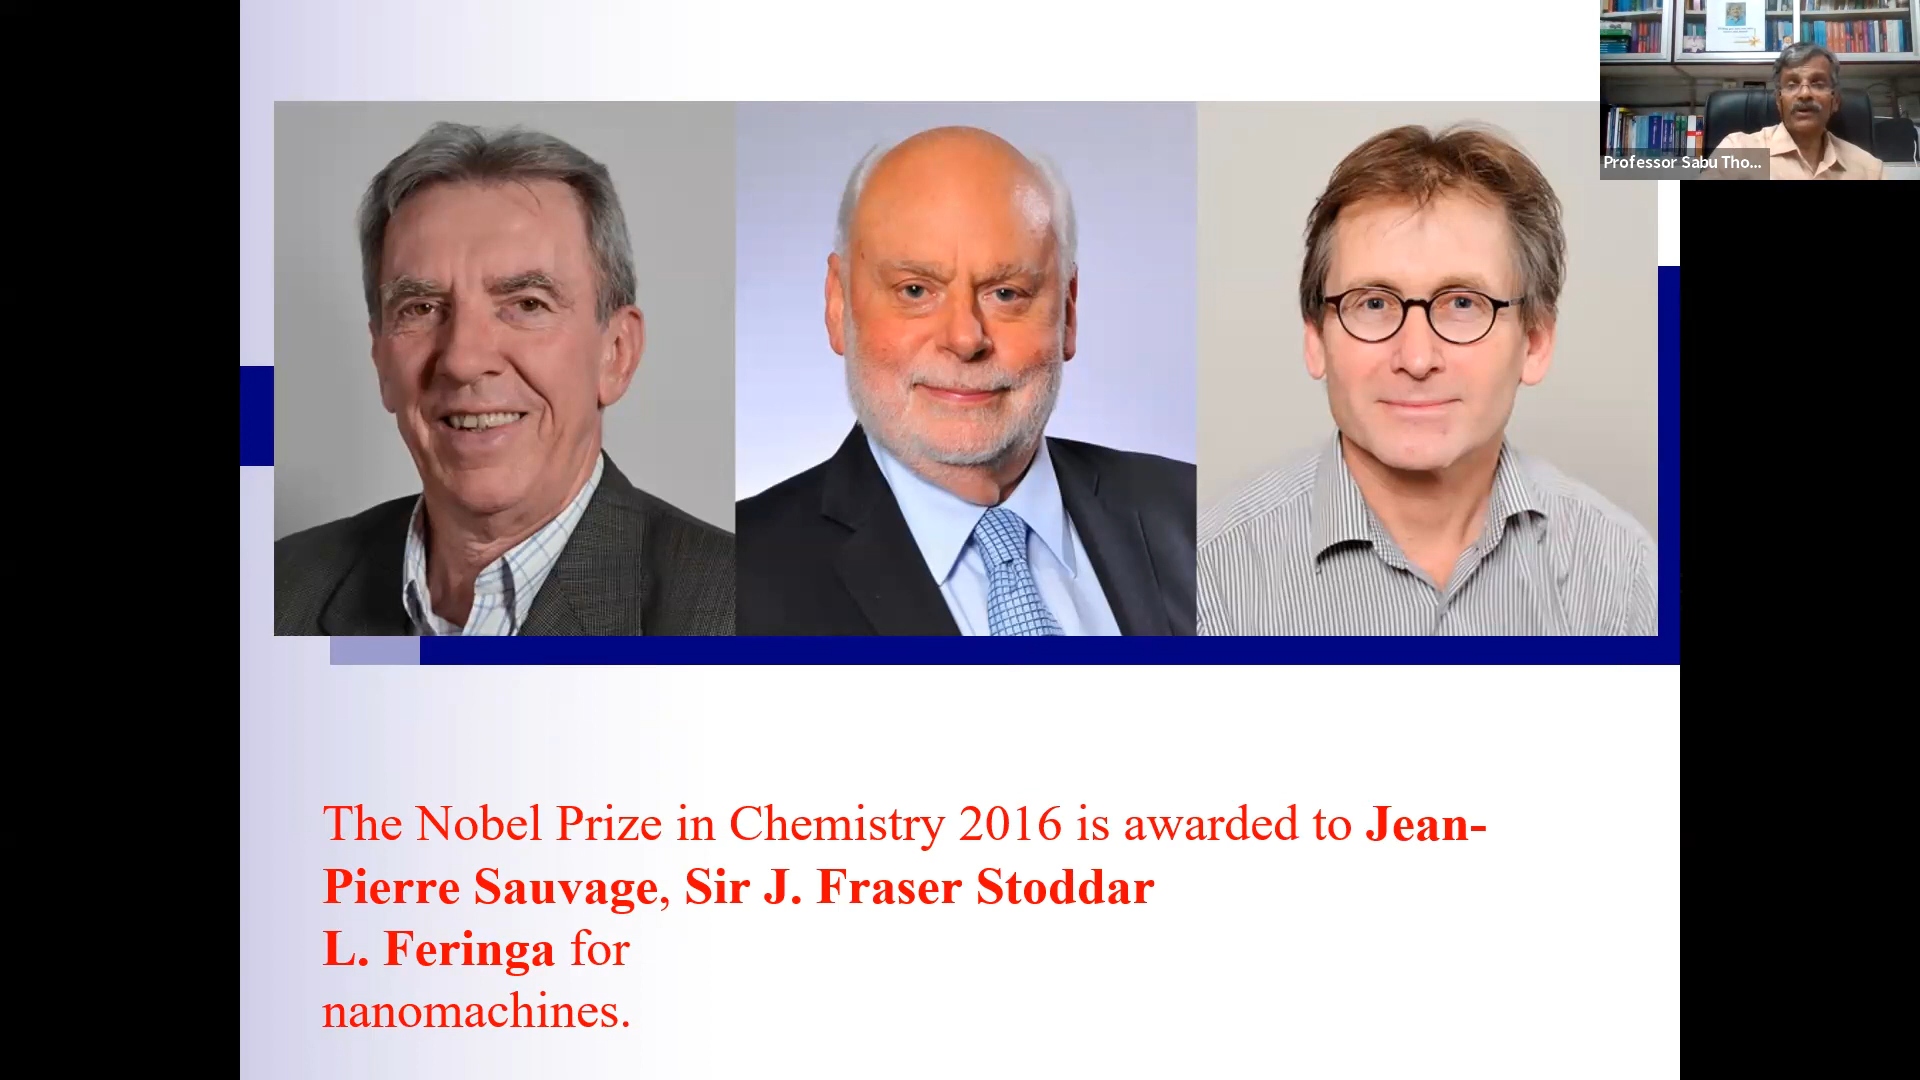 Professor Sabu Tho...
The Nobel Prize in Chemistry 2016 is awarded to Jean-
Pierre Sauvage, Sir J. Fraser Stoddar
L. Feringa for
nanomachines.